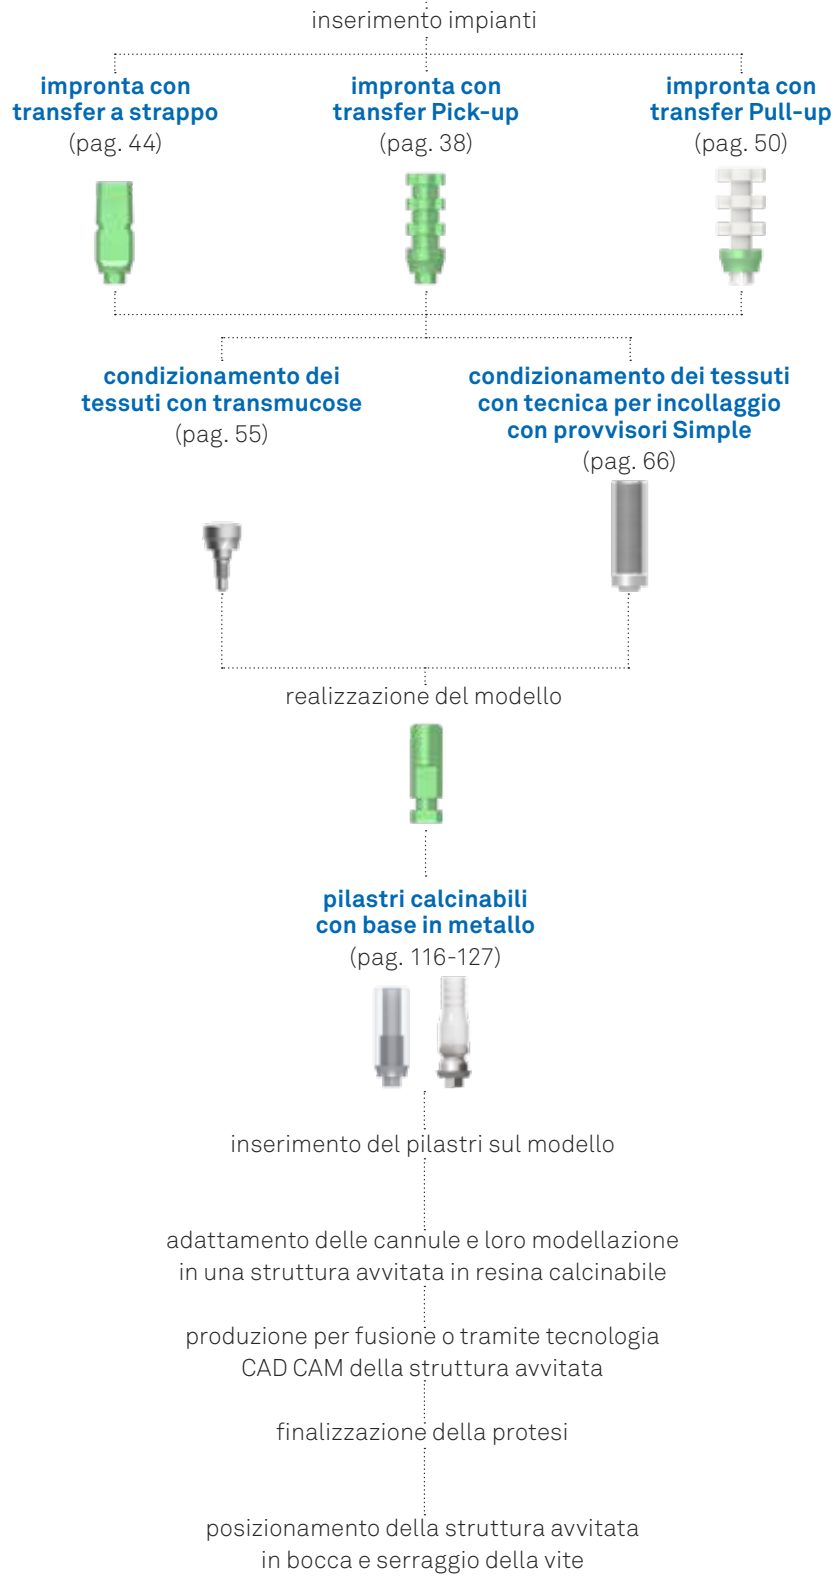 inserimento impianti
impronta con
transfer a strappo
(pag. 44)
impronta con
transfer Pick-up
(pag. 38)
impronta con
transfer Pull-up
(pag. 50)
condizionamento dei
tessuti con transmucose
(pag. 55)
condizionamento dei tessuti
con tecnica per incollaggio
con provvisori Simple
(pag. 66)
realizzazione del modello
pilastri calcinabili
con base in metallo
(pag. 116-127)
inserimento del pilastri sul modello
adattamento delle cannule e loro modellazione
in una struttura avvitata in resina calcinabile
produzione per fusione o tramite tecnologia
CAD CAM della struttura avvitata
finalizzazione della protesi
posizionamento della struttura avvitata
in bocca e serraggio della vite